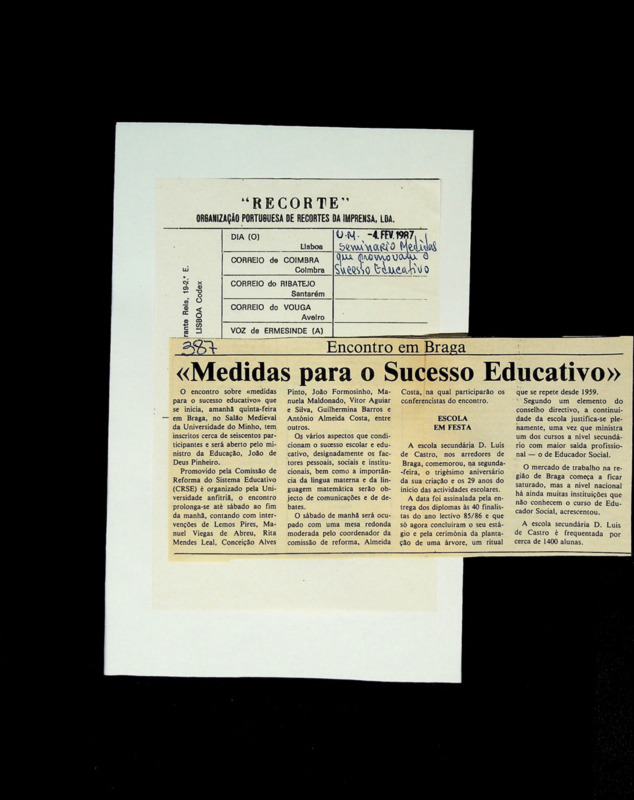 "RECORTE"
ORGANIZAÇÃO PORTUGUESA DE RECORTES DA IMPRENSA, LDA.
rante Reis, 19-2.º E.
LISBOA Codex
DIA (O)
Lisboa
CORREIO de COIMBRA
Coimbra
CORREIO do RIBATEJO
Santarém
CORREIO do VOUGA
Aveiro
VOZ de ERMESINDE (A)
U.M. -4. FEV. 1987
Seminario Medidas
que promovam o
Sucesso Educativo
387
Encontro em Braga
«Medidas para o Sucesso Educativo»
O encontro sobre «medidas
para o sucesso educativo» que
se inicia, amanhã quinta-feira
em Braga, no Salão Medieval
da Universidade do Minho, tem
inscritos cerca de seiscentos par-
ticipantes e será aberto pelo mi-
nistro da Educação, João de
Deus Pinheiro.
Promovido pela Comissão de
Reforma do Sistema Educativo
(CRSE) é organizado pela Uni-
versidade anfitriã, o encontro
prolonga-se até sábado ao fim
da manhã, contando com inter-
venções de Lemos Pires, Ma-
nuel Viegas de Abreu, Rita
Mendes Leal, Conceição Alves
Pinto, João Formosinho, Ma-
nuela Maldonado, Vitor Aguiar
e Silva, Guilhermina Barros e
António Almeida Costa, entre
outros.
Os vários aspectos que condi-
cionam o sucesso escolar e edu-
cativo, designadamente os fac-
tores pessoais, sociais e institu-
cionais, bem como a importân-
cia da língua materna e da lin-
guagem matemática serão ob-
jecto de comunicações e de de-
bates.
O sábado de manhã será ocu-
pado com uma mesa redonda
moderada pelo coordenador da
comissão de reforma, Almeida
Costa, na qual participarão os
conferencistas do encontro.
ESCOLA
EM FESTA
A escola secundária D. Luis
de Castro, nos arredores de
Braga, comemorou, na segunda-
-feira, o trigésimo aniversário
da sua criação e os 29 anos do
início das actividades escolares.
A data foi assinalada pela en-
trega dos diplomas às 40 finalis-
tas do ano lectivo 85/86 e que
só agora concluiram o seu está-
gio e pela cerimónia da planta-
ção de uma árvore, um ritual
que se repete desde 1959.
Segundo um elemento do
conselho directivo, a continui-
dade da escola justifica-se ple-
namente, uma vez que ministra
um dos cursos a nível secundá-
rio com maior saída profissio-
nal — o de Educador Social.
O mercado de trabalho na re-
gião de Braga começa a ficar
saturado, mas a nível nacional
há ainda muitas instituições que
não conhecem o curso de Edu-
cador Social, acrescentou.
A escola secundária D. Luis
de Castro é frequentada por
cerca de 1400 alunas.